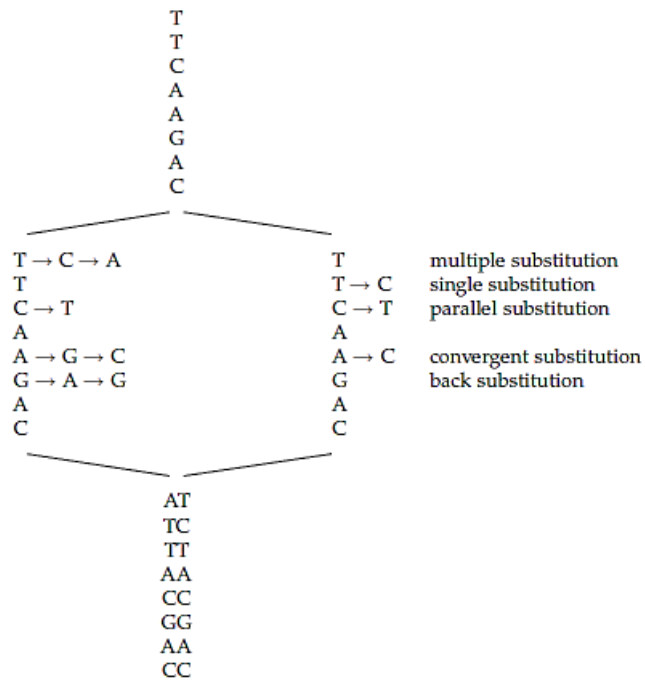 T
T
C
A
A
G
A
C
T → C → A T multiple substitution
T T → C single substitution
C → T C → T parallel substitution
A A
A → G → C A → C convergent substitution
G → A → G G back substitution
A A
C C
AT
TC
TT
AA
CC
GG
AA
CC